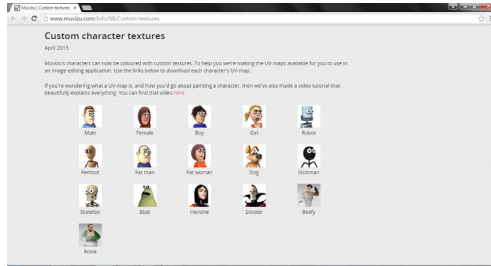 Muvizu | Custom textures
www.muvizu.com/Info/98/Custom-textures
Custom character textures
April 2013
Muvizu's characters can now be coloured with custom textures. To help you we're making the UV maps available for you to use in
an image-editing application. Use the links below to download each character's UV-map.
If you're wondering what a UV-map is, and how you'd go about painting a character, then we've also made a video tutorial that
beautifully explains everything. You can find that video here
Male Female Boy Girl Robot
Fembot Fat man Fat woman Dog Stickman
Skeleton Blob Heroine Sinister Beefy
Rosie